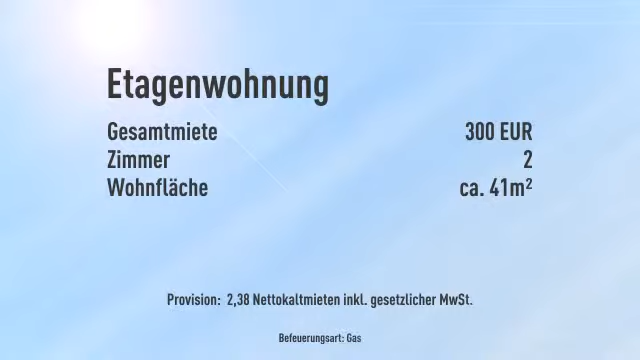 Etagenwohnung
Gesamtmiete 300 EUR
Zimmer 2
Wohnfläche ca. 41m²
Provision: 2,38 Nettokaltmieten inkl. gesetzlicher MwSt.
Befeuerungsart: Gas